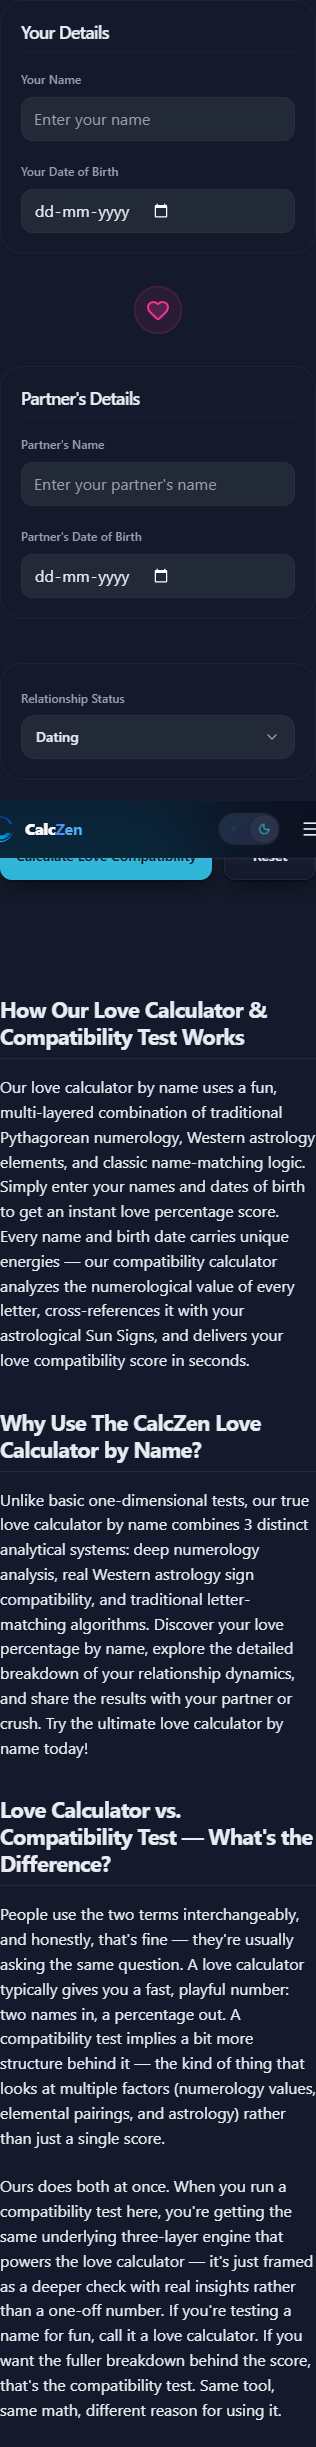 Your Details
Your Name
Enter your name
Your Date of Birth
dd-mm-yyyy
Partner's Details
Partner's Name
Enter your partner's name
Partner's Date of Birth
dd-mm-yyyy
Relationship Status
Dating
CalcZen
Calculate Love Compatibility
Reset
How Our Love Calculator &
Compatibility Test Works
Our love calculator by name uses a fun,
multi-layered combination of traditional
Pythagorean numerology, Western astrology
elements, and classic name-matching logic.
Simply enter your names and dates of birth
to get an instant love percentage score.
Every name and birth date carries unique
energies — our compatibility calculator
analyzes the numerological value of every
letter, cross-references it with your
astrological Sun Signs, and delivers your
love compatibility score in seconds.
Why Use The CalcZen Love
Calculator by Name?
Unlike basic one-dimensional tests, our true
love calculator by name combines 3 distinct
analytical systems: deep numerology
analysis, real Western astrology sign
compatibility, and traditional letter-
matching algorithms. Discover your love
percentage by name, explore the detailed
breakdown of your relationship dynamics,
and share the results with your partner or
crush. Try the ultimate love calculator by
name today!
Love Calculator vs.
Compatibility Test — What's the
Difference?
People use the two terms interchangeably,
and honestly, that's fine — they're usually
asking the same question. A love calculator
typically gives you a fast, playful number:
two names in, a percentage out. A
compatibility test implies a bit more
structure behind it — the kind of thing that
looks at multiple factors (numerology values,
elemental pairings, and astrology) rather
than just a single score.
Ours does both at once. When you run a
compatibility test here, you're getting the
same underlying three-layer engine that
powers the love calculator — it's just framed
as a deeper check with real insights rather
than a one-off number. If you're testing a
name for fun, call it a love calculator. If you
want the fuller breakdown behind the score,
that's the compatibility test. Same tool,
same math, different reason for using it.